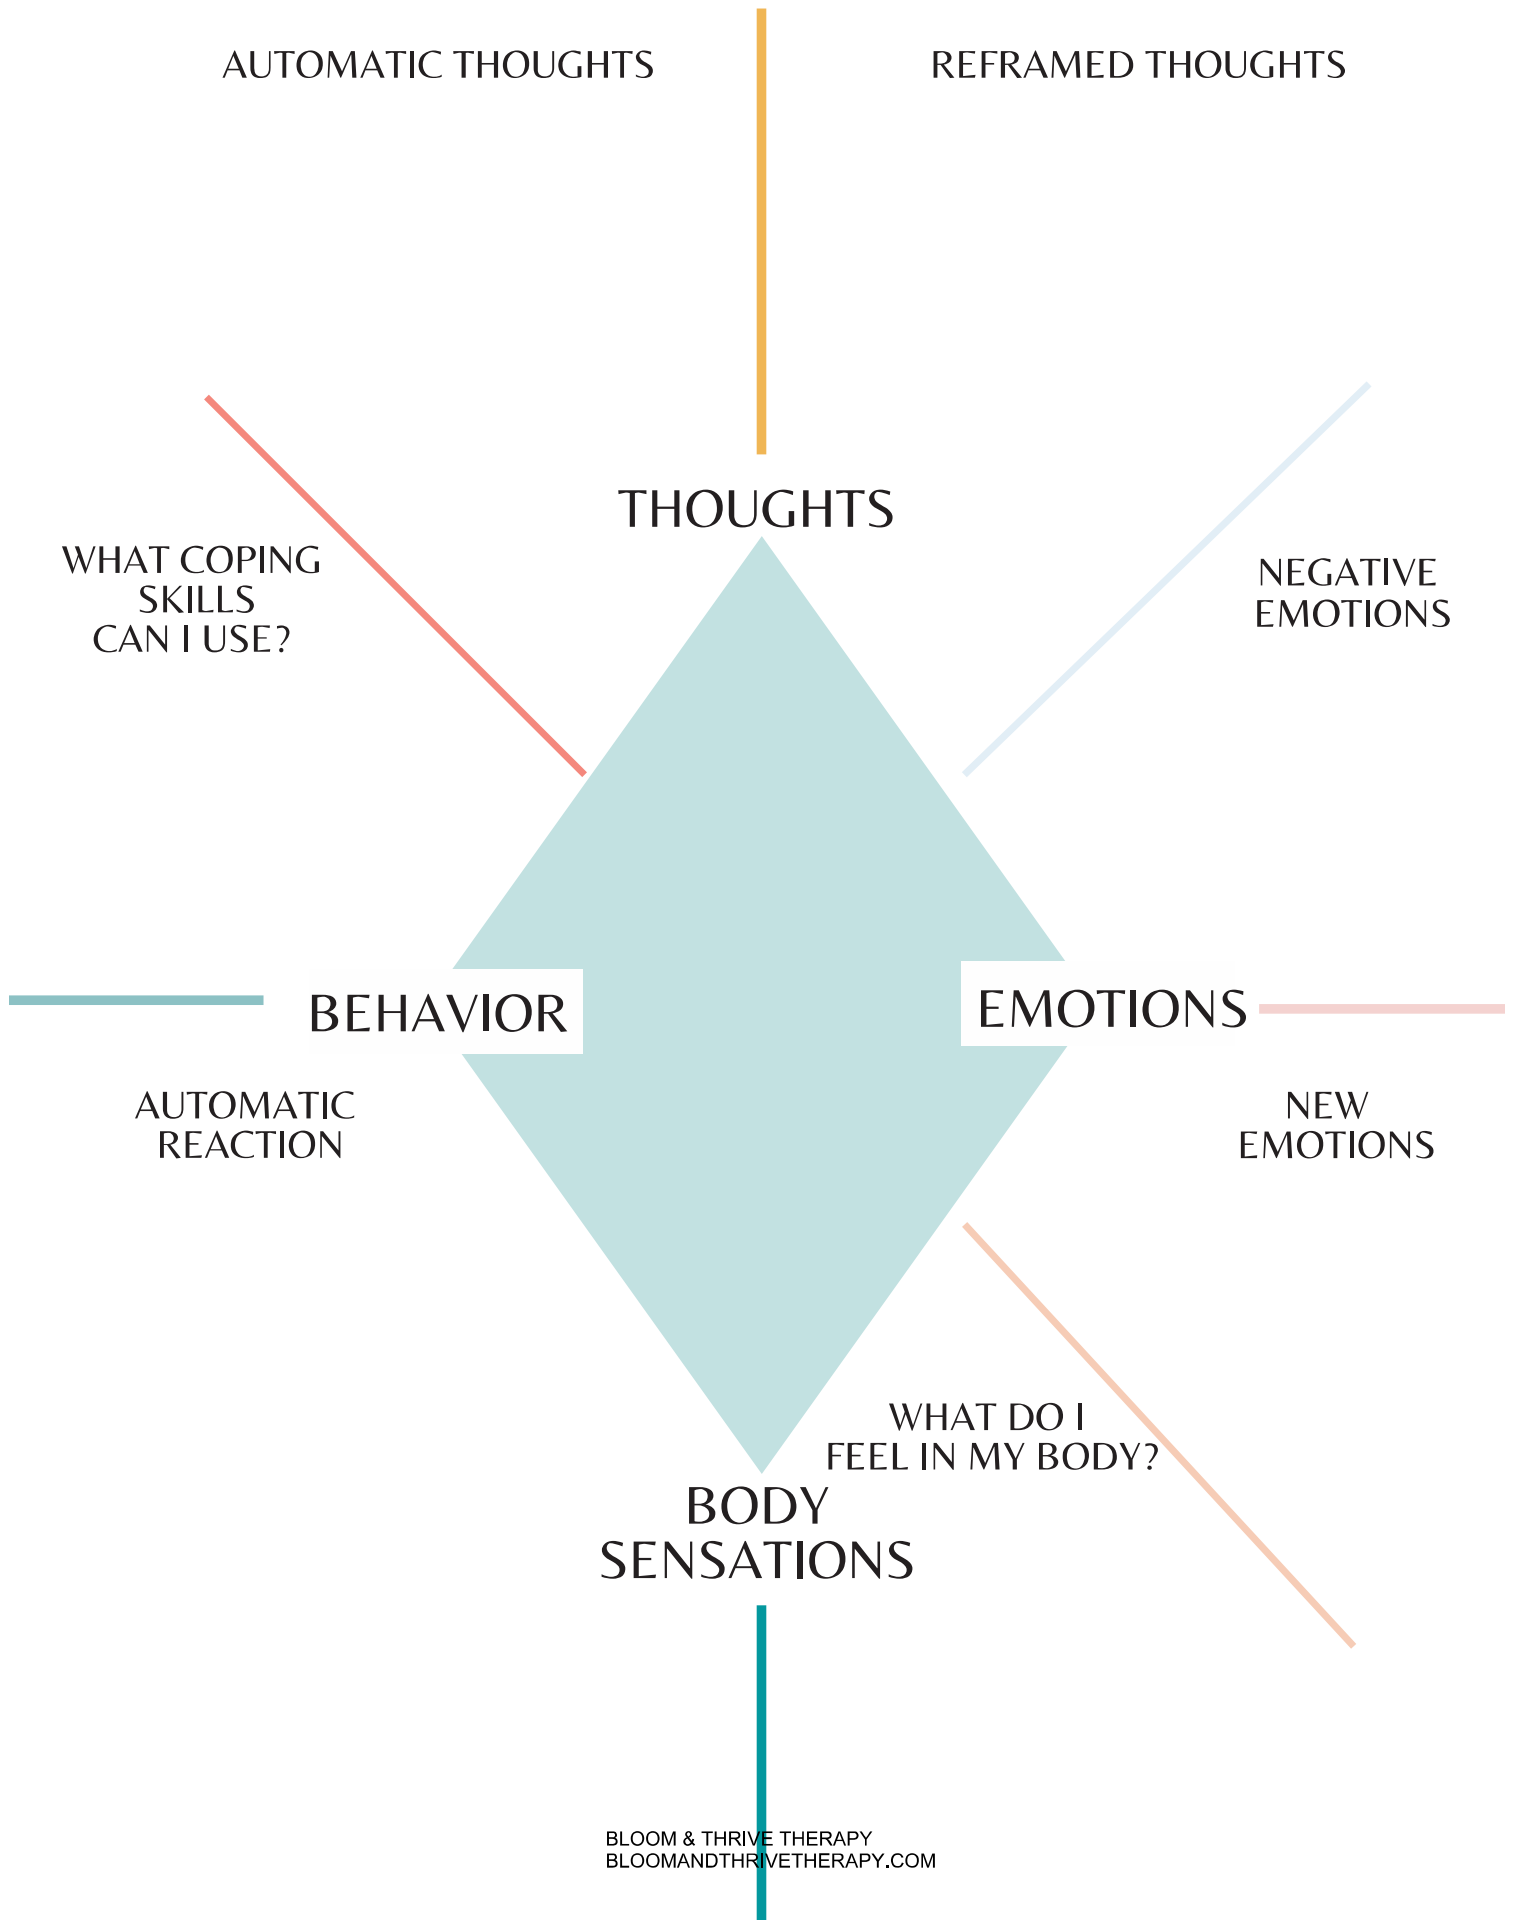 AUTOMATIC THOUGHTS
REFRAMED THOUGHTS
THOUGHTS
WHAT COPING
SKILLS
CAN I USE?
NEGATIVE
EMOTIONS
BEHAVIOR
EMOTIONS
AUTOMATIC
REACTION
NEW
EMOTIONS
WHAT DO I
FEEL IN MY BODY?
BODY
SENSATIONS
BLOOM & THRIVE THERAPY
BLOOMANDTHRIVETHERAPY.COM